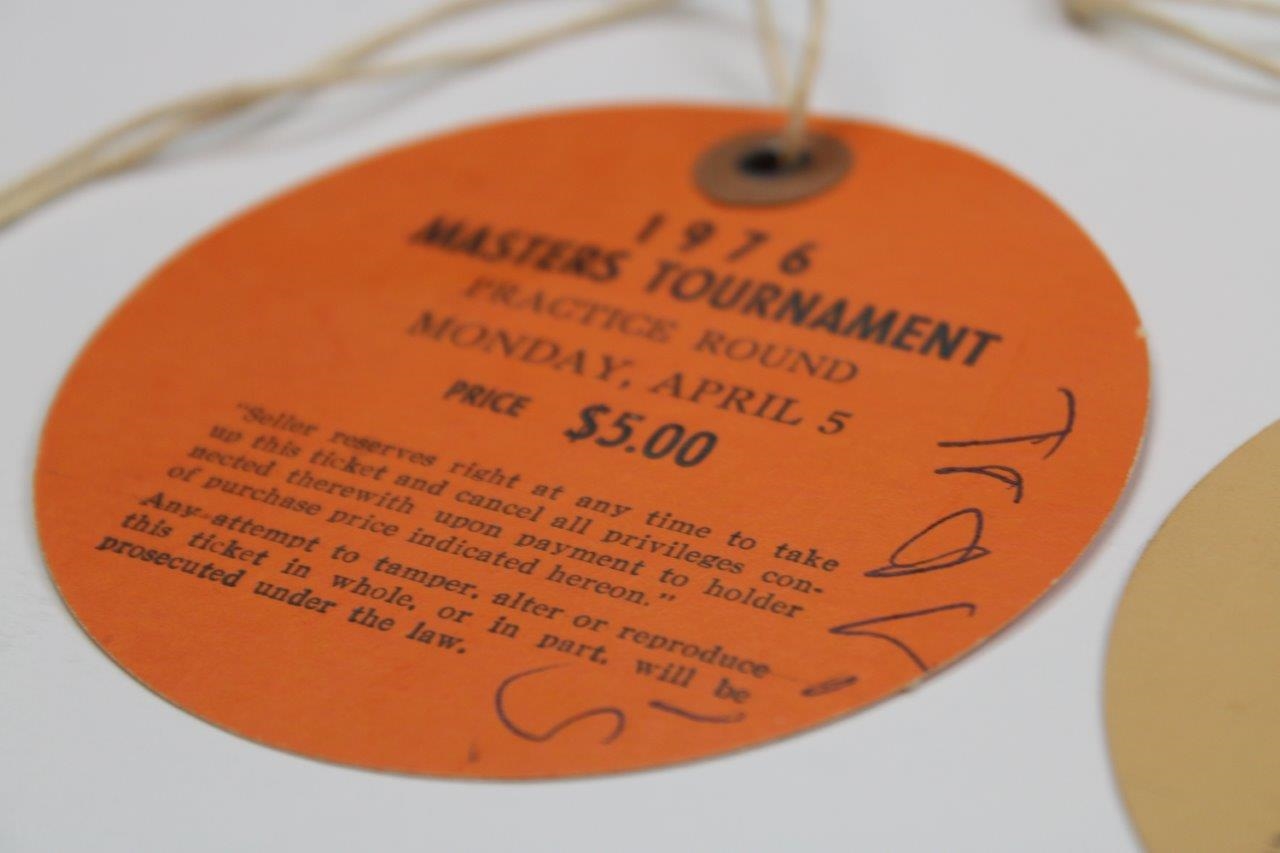 1976
MASTERS TOURNAMENT
PRACTICE ROUND
MONDAY, APRIL 5
PRICE $5.00
"Seller reserves right at any time to take
up this ticket and cancel all privileges con-
nected therewith upon payment to holder
of purchase price indicated hereon."
Any attempt to tamper, alter or reproduce
this ticket in whole, or in part, will be
prosecuted under the law.